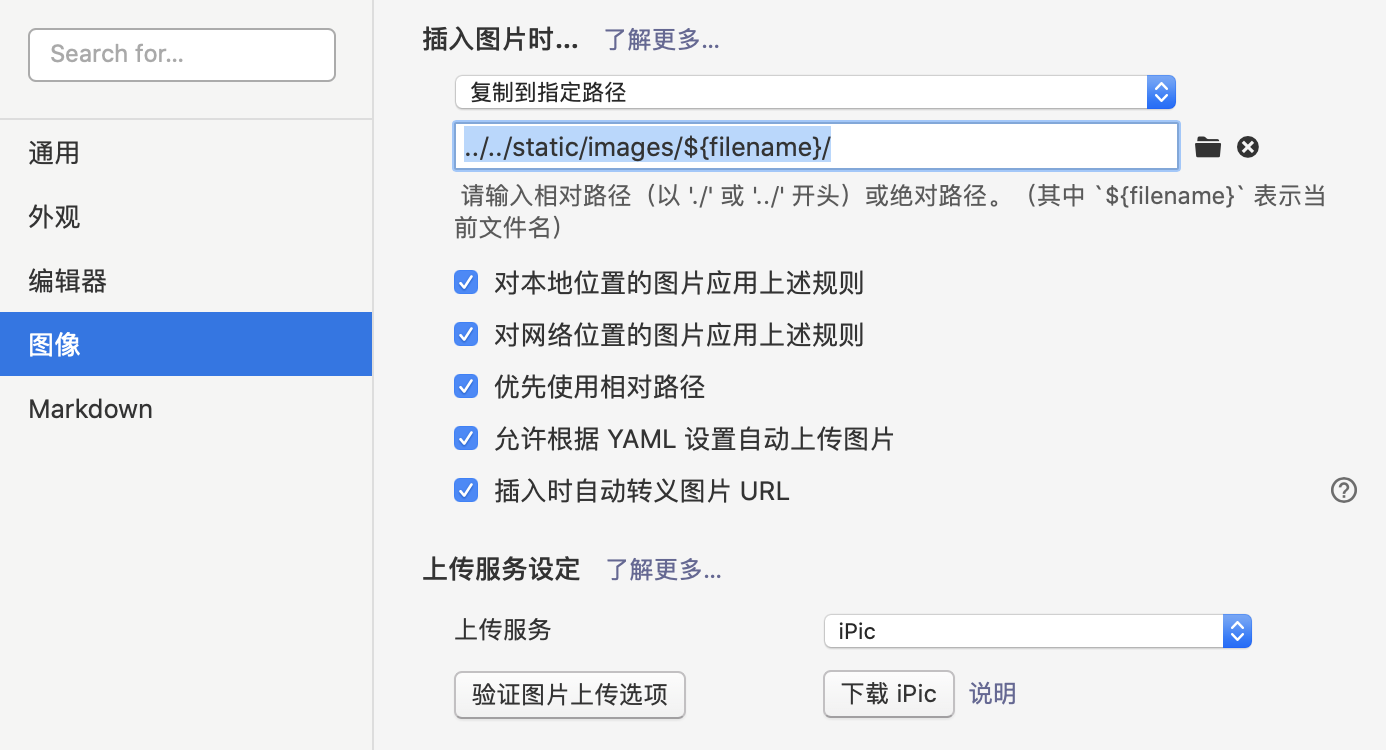 Search for...
通用
外观
编辑器
图像
Markdown
插入图片时... 了解更多...
复制到指定路径
../../static/images/${filename}/
请输入相对路径（以 './' 或 '../' 开头）或绝对路径。（其中 `${filename}` 表示当
前文件名）
对本地位置的图片应用上述规则
对网络位置的图片应用上述规则
优先使用相对路径
允许根据 YAML 设置自动上传图片
插入时自动转义图片 URL
上传服务设定 了解更多...
上传服务 iPic
验证图片上传选项 下载 iPic 说明